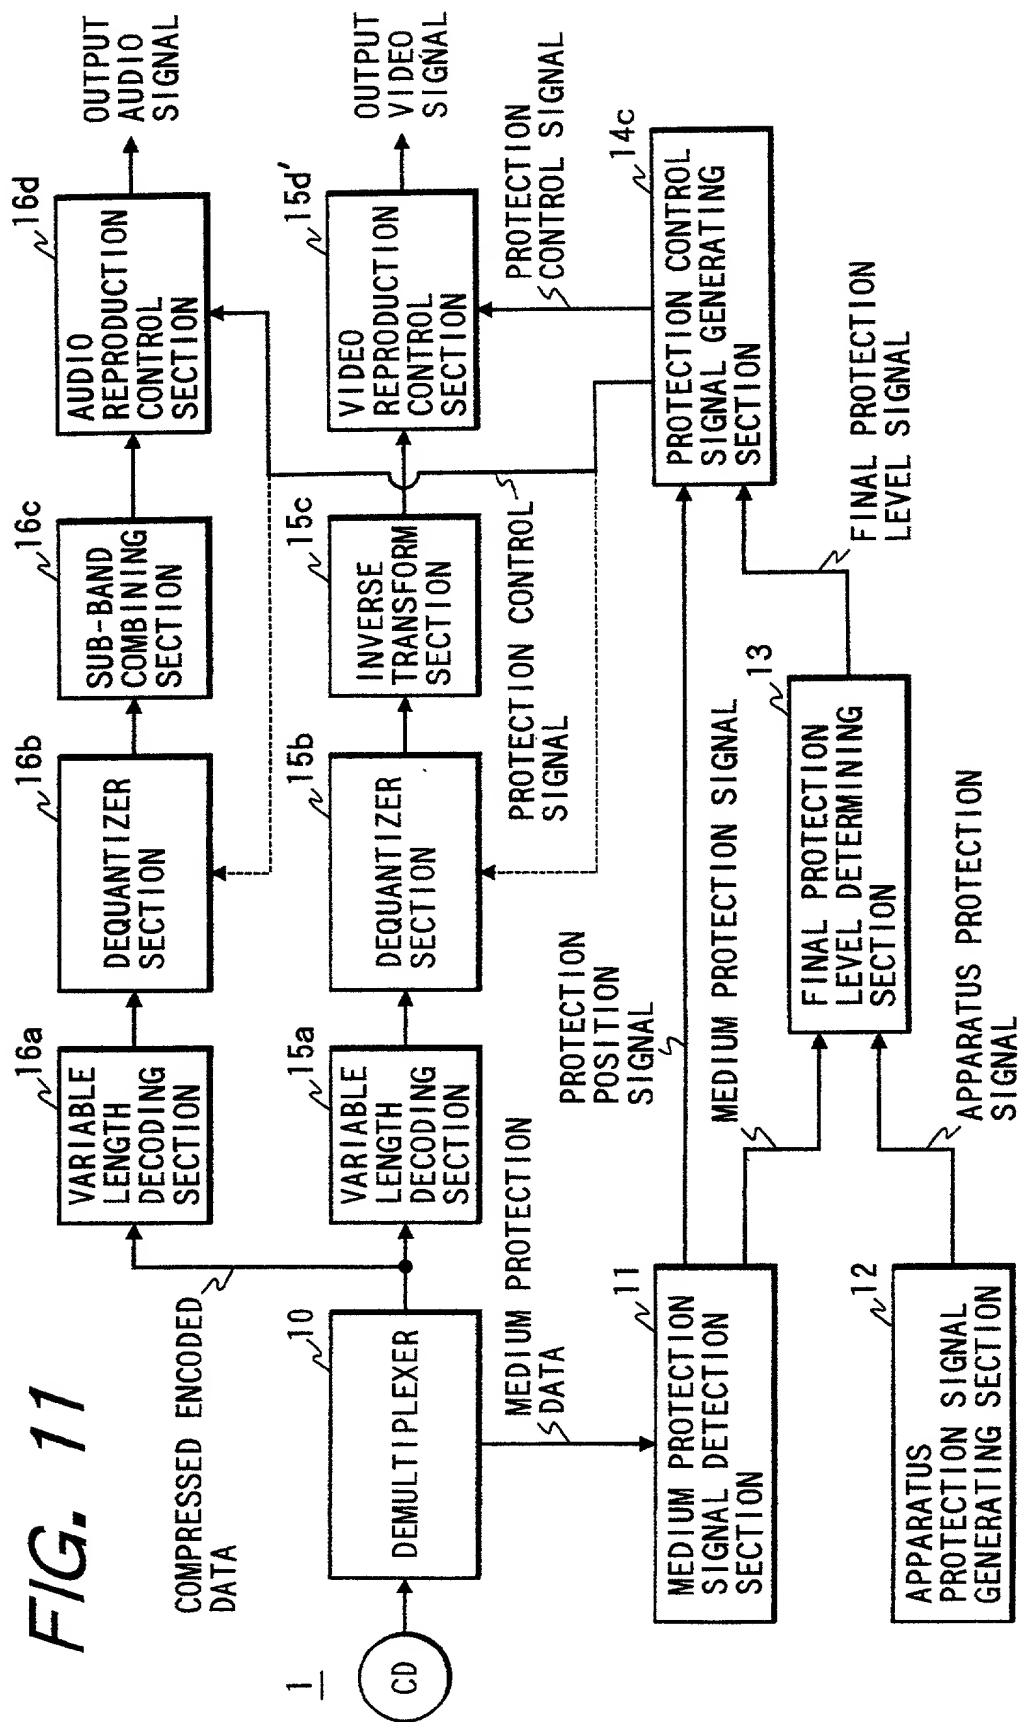 FIG. 11
1
CD
10
DEMULTIPLEXER
COMPRESSED ENCODED
DATA
16a
VARIABLE
LENGTH
DECODING
SECTION
16b
DEQUANTIZER
SECTION
16c
SUB-BAND
COMBINING
SECTION
16d
AUDIO
REPRODUCTION
CONTROL
SECTION
OUTPUT
AUDIO
SIGNAL
15a
VARIABLE
LENGTH
DECODING
SECTION
15b
DEQUANTIZER
SECTION
15c
INVERSE
TRANSFORM
SECTION
15d'
VIDEO
REPRODUCTION
CONTROL
SECTION
OUTPUT
VIDEO
SIGNAL
MEDIUM PROTECTION
DATA
PROTECTION CONTROL
SIGNAL
PROTECTION
CONTROL SIGNAL
11
MEDIUM PROTECTION
SIGNAL DETECTION
SECTION
PROTECTION
POSITION
SIGNAL
14c
PROTECTION CONTROL
SIGNAL GENERATING
SECTION
MEDIUM PROTECTION SIGNAL
13
FINAL PROTECTION
LEVEL DETERMINING
SECTION
FINAL PROTECTION
LEVEL SIGNAL
12
APPARATUS
PROTECTION SIGNAL
GENERATING SECTION
APPARATUS PROTECTION
SIGNAL